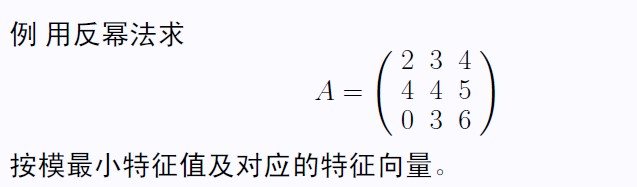 例 用反幂法求
A = ( 2 3 4
4 4 5
0 3 6 )
按模最小特征值及对应的特征向量。